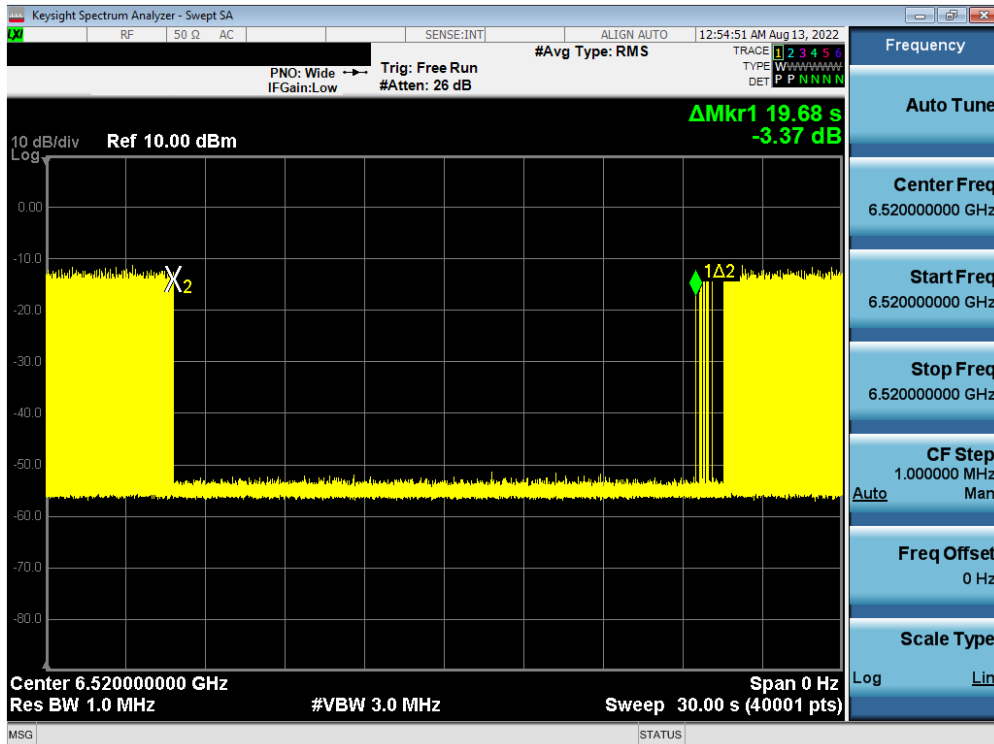 Keysight Spectrum Analyzer - Swept SA
LXI RF 50 Ω AC SENSE:INT ALIGN AUTO 12:54:51 AM Aug 13, 2022
PNO: Wide Trig: Free Run #Avg Type: RMS TRACE 1 2 3 4 5 6
IFGain:Low #Atten: 26 dB TYPE W W W W W W
DET P P N N N N
ΔMkr1 19.68 s
-3.37 dB
10 dB/div Ref 10.00 dBm
Log
0.00
-10.0
1Δ2
2
-20.0
-30.0
-40.0
-50.0
-60.0
-70.0
-80.0
Center 6.520000000 GHz Span 0 Hz
Res BW 1.0 MHz #VBW 3.0 MHz Sweep 30.00 s (40001 pts)
MSG STATUS
Frequency
Auto Tune
Center Freq
6.520000000 GHz
Start Freq
6.520000000 GHz
Stop Freq
6.520000000 GHz
CF Step
1.000000 MHz
Auto Man
Freq Offset
0 Hz
Scale Type
Log Lin